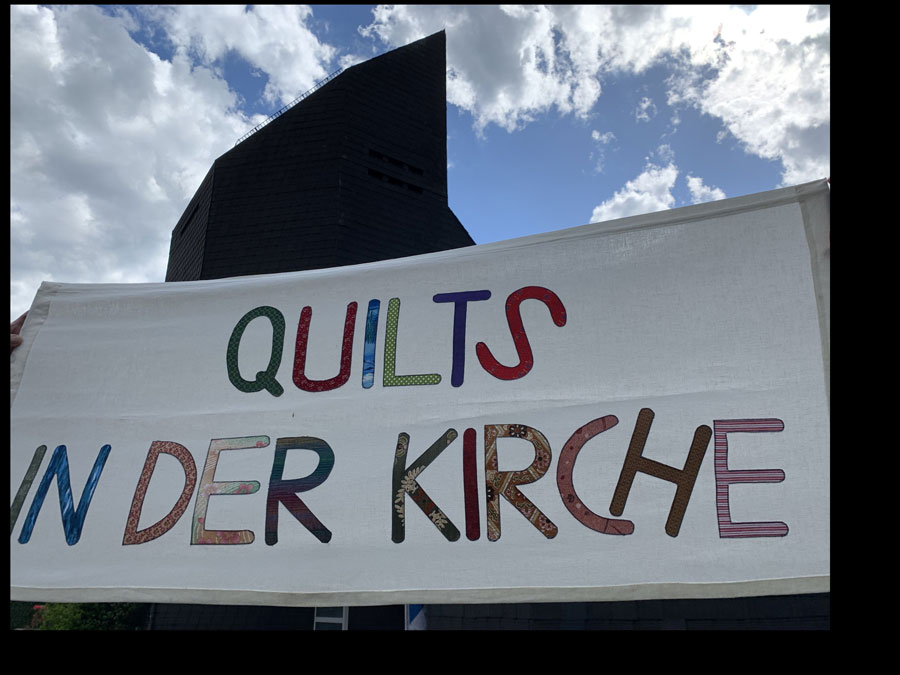 QUILTS
IN DER KIRCHE